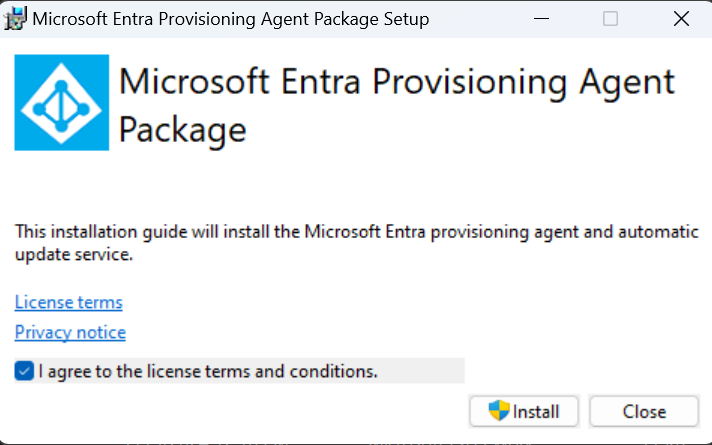 Microsoft Entra Provisioning Agent Package Setup
Microsoft Entra Provisioning Agent
Package
This installation guide will install the Microsoft Entra provisioning agent and automatic
update service.
License terms
Privacy notice
I agree to the license terms and conditions.
Install
Close